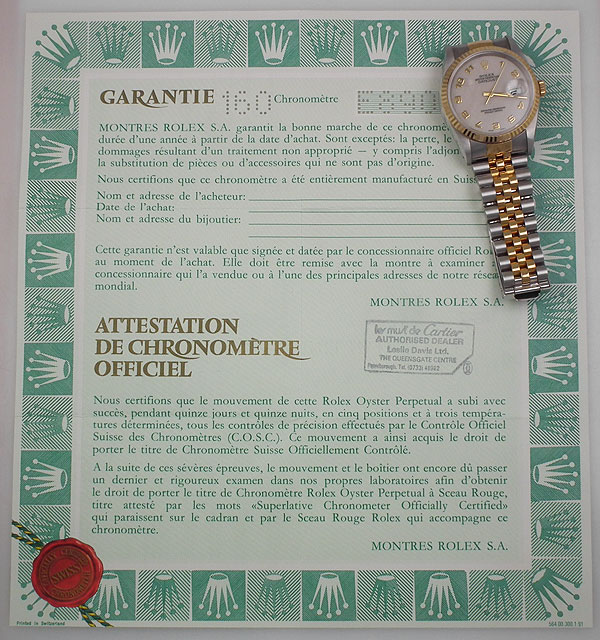 GARANTIE 16.0 Chronomètre
MONTRES ROLEX S.A. garantit la bonne marche de ce
durée d'une année à partir de la date d'achat. Sont exceptés: la perte, le
dommages résultant d'un traitement non approprié – y compris
la substitution de pièces ou d'accessoires qui ne sont pas d'origine.
Nous certifions que ce chronomètre a été entièrement manufacturé en
Nom et adresse de l'acheteur:
Date de l'achat:
Nom et adresse du bijoutier:
Cette garantie n'est valable que signée et datée par le concessionnaire officiel
au moment de l'achat. Elle doit être remise avec la montre à examiner
concessionnaire qui l'a vendue ou à l'une des principales adresses de notre
mondial.
MONTRES ROLEX S.A.
ATTESTATION
DE CHRONOMÈTRE
OFFICIEL
les must de Cartier
AUTHORISED DEALER
Leslie Davis Ltd.
THE QUEENSGATE CENTRE
Nous certifions que le mouvement de cette Rolex Oyster Perpetual a subi avec
succès, pendant quinze jours et quinze nuits, en cinq positions et à trois tempéra-
tures déterminées, tous les contrôles de précision effectués par le Contrôle Officiel
Suisse des Chronomètres (C.O.S.C.). Ce mouvement a ainsi acquis le droit de
porter le titre de Chronomètre Suisse Officiellement Contrôlé.
A la suite de ces sévères épreuves, le mouvement et le boîtier ont encore dû passer
un dernier et rigoureux examen dans nos propres laboratoires afin d'obtenir
le droit de porter le titre de Chronomètre Rolex Oyster Perpetual à Sceau Rouge,
titre attesté par les mots «Superlative Chronometer Officially Certified»
qui paraissent sur le cadran et par le Sceau Rouge Rolex qui accompagne ce
chronomètre.
MONTRES ROLEX S.A.
Printed in Switzerland